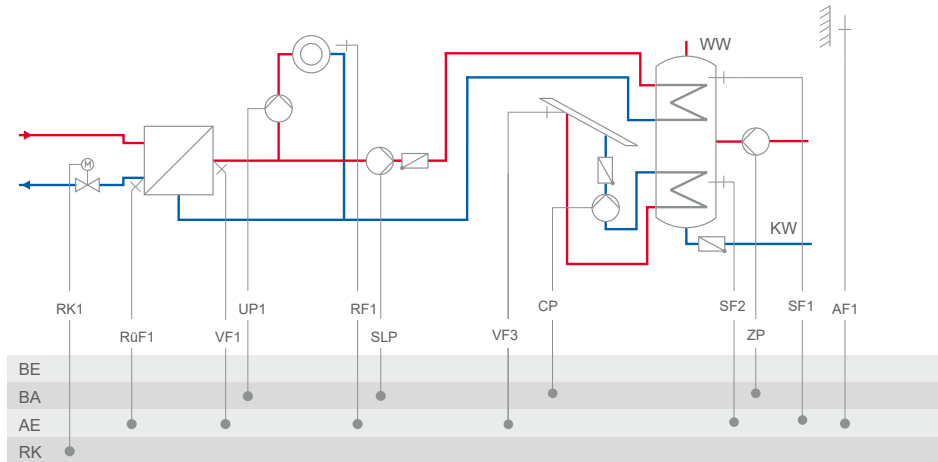 WW
M
KW
RK1
UP1
RF1
CP
SF2
SF1
AF1
RüF1
VF1
SLP
VF3
ZP
BE
BA
AE
RK